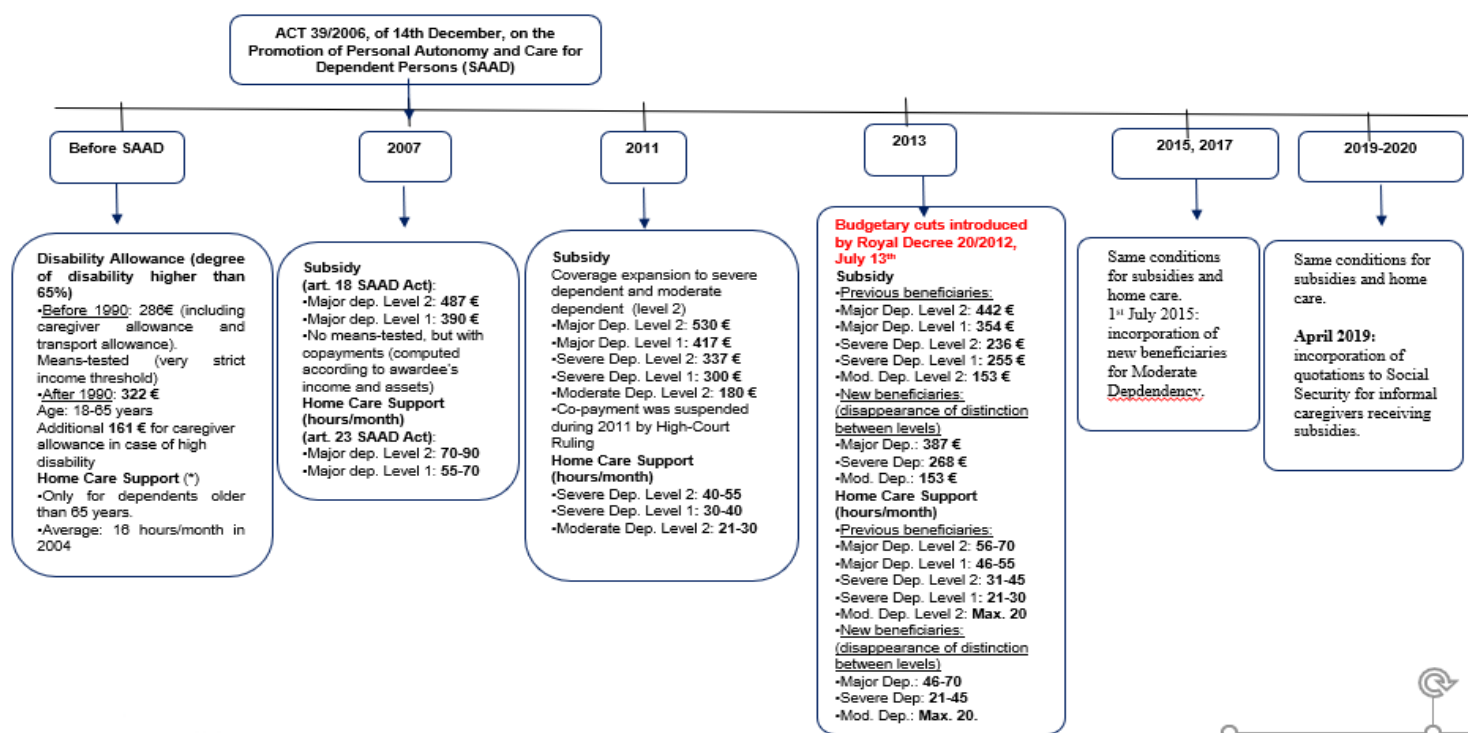 ACT 39/2006, of 14th December, on the
Promotion of Personal Autonomy and Care for
Dependent Persons (SAAD)
Before SAAD
2007
2011
2013
2015, 2017
2019-2020
Disability Allowance (degree
of disability higher than
65%)
•Before 1990: 286€ (including
caregiver allowance and
transport allowance).
Means-tested (very strict
income threshold)
•After 1990: 322 €
Age: 18-65 years
Additional 161 € for caregiver
allowance in case of high
disability
Home Care Support (*)
•Only for dependents older
than 65 years.
•Average: 16 hours/month in
2004
Subsidy
(art. 18 SAAD Act):
•Major dep. Level 2: 487 €
•Major dep. Level 1: 390 €
•No means-tested, but with
copayments (computed
according to awardee's
income and assets)
Home Care Support
(hours/month)
(art. 23 SAAD Act):
•Major dep. Level 2: 70-90
•Major dep. Level 1: 55-70
Subsidy
Coverage expansion to severe
dependent and moderate
dependent (level 2)
•Major Dep. Level 2: 530 €
•Major Dep. Level 1: 417 €
•Severe Dep. Level 2: 337 €
•Severe Dep. Level 1: 300 €
•Moderate Dep. Level 2: 180 €
•Co-payment was suspended
during 2011 by High-Court
Ruling
Home Care Support
(hours/month)
•Severe Dep. Level 2: 40-55
•Severe Dep. Level 1: 30-40
•Moderate Dep. Level 2: 21-30
Budgetary cuts introduced
by Royal Decree 20/2012,
July 13th
Subsidy
•Previous beneficiaries:
•Major Dep. Level 2: 442 €
•Major Dep. Level 1: 354 €
•Severe Dep. Level 2: 236 €
•Severe Dep. Level 1: 255 €
•Mod. Dep. Level 2: 153 €
•New beneficiaries:
(disappearance of distinction
between levels)
•Major Dep.: 387 €
•Severe Dep: 268 €
•Mod. Dep.: 153 €
Home Care Support
(hours/month)
•Previous beneficiaries:
•Major Dep. Level 2: 56-70
•Major Dep. Level 1: 46-55
•Severe Dep. Level 2: 31-45
•Severe Dep. Level 1: 21-30
•Mod. Dep. Level 2: Max. 20
•New beneficiaries:
(disappearance of distinction
between levels)
•Major Dep.: 46-70
•Severe Dep: 21-45
•Mod. Dep.: Max. 20.
Same conditions
for subsidies and
home care.
1st July 2015:
incorporation of
new beneficiaries
for Moderate
Depdendency.
Same conditions for
subsidies and home
care.
April 2019:
incorporation of
quotations to Social
Security for informal
caregivers receiving
subsidies.